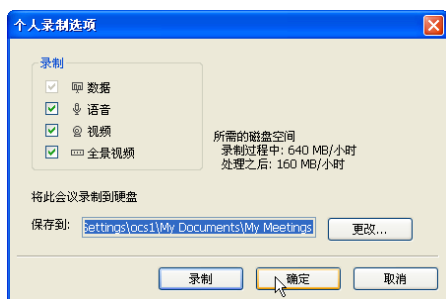 个人录制选项
录制
数据
语音
视频
全景视频
所需的磁盘空间
录制过程中: 640 MB/小时
处理之后: 160 MB/小时
将此会议录制到硬盘
保存到: Settings\ocs1\My Documents\My Meetings 更改...
录制 确定 取消